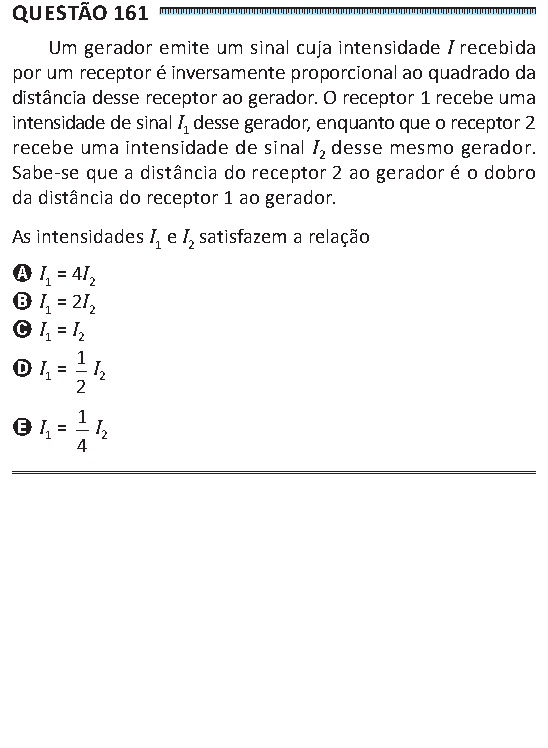 QUESTÃO 161
Um gerador emite um sinal cuja intensidade I recebida
por um receptor é inversamente proporcional ao quadrado da
distância desse receptor ao gerador. O receptor 1 recebe uma
intensidade de sinal I₁ desse gerador, enquanto que o receptor 2
recebe uma intensidade de sinal I₂ desse mesmo gerador.
Sabe-se que a distância do receptor 2 ao gerador é o dobro
da distância do receptor 1 ao gerador.
As intensidades I₁ e I₂ satisfazem a relação
A I₁ = 4I₂
B I₁ = 2I₂
C I₁ = I₂
D I₁ = 1/2 I₂
E I₁ = 1/4 I₂